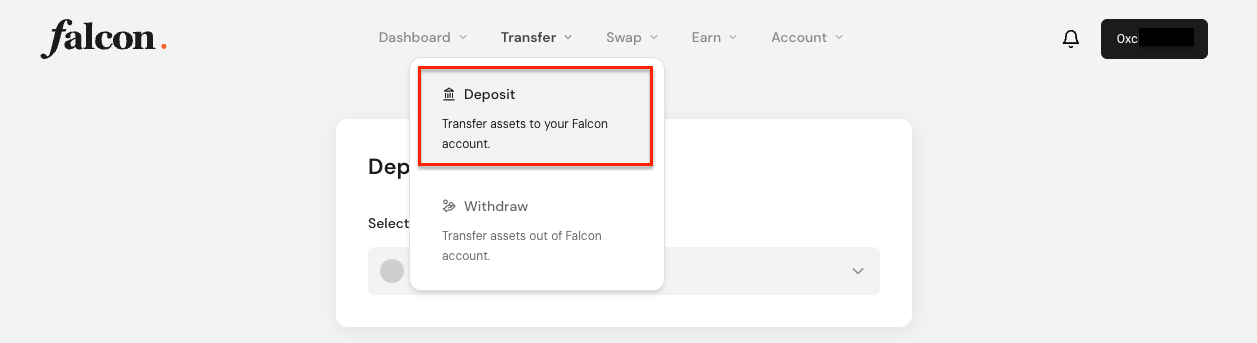 falcon.
Dashboard
Transfer
Swap
Earn
Account
0xc
Deposit
Transfer assets to your Falcon
account.
Dep
Withdraw
Select
Transfer assets out of Falcon
account.